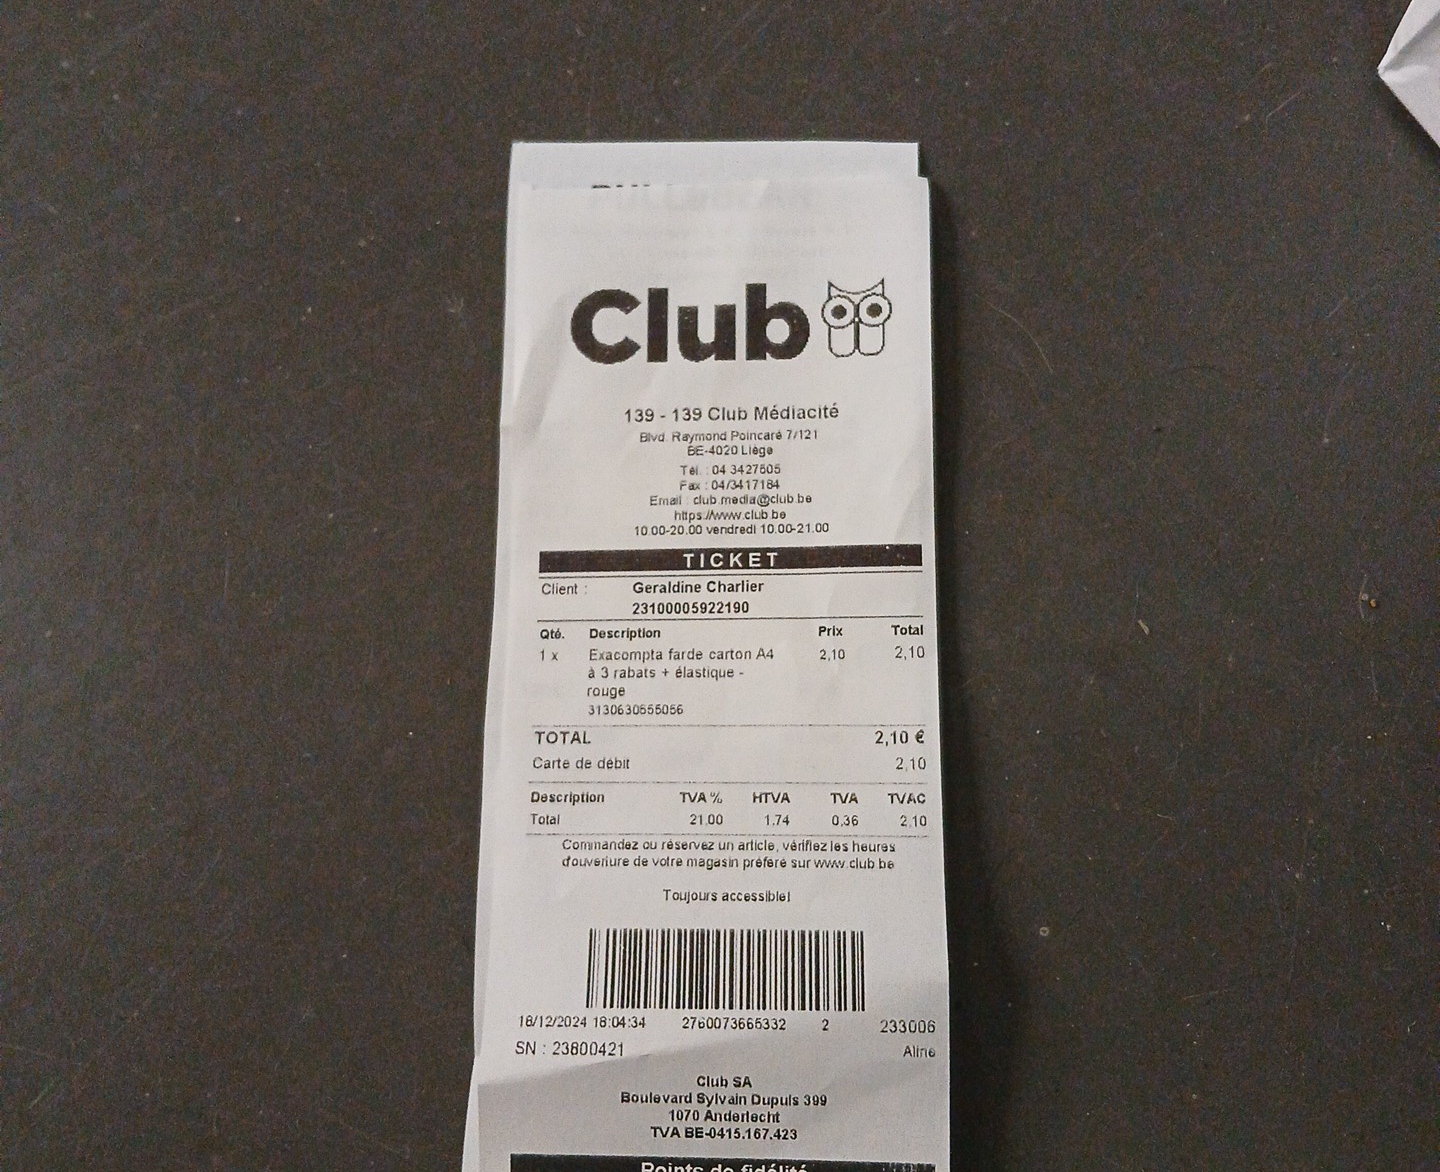 Club
139 - 139 Club Médiacité
Blvd. Raymond Poincaré 7/121
BE-4020 Liège
Tél. : 04 3427605
Fax : 04/3417184
Email : club.media@club.be
https://www.club.be
10.00-20.00 vendredi 10.00-21.00
TICKET
Client : Geraldine Charlier
23100005922190
Qté. Description Prix Total
1 x Exacompta farde carton A4 2,10 2,10
à 3 rabats + élastique -
rouge
3130630555056
TOTAL 2,10 €
Carte de débit 2,10
Description TVA % HTVA TVA TVAC
Total 21,00 1,74 0,36 2,10
Commandez ou réservez un article, vérifiez les heures
d'ouverture de votre magasin préféré sur www.club.be
Toujours accessible!
18/12/2024 18:04:34 2760073665332 2 233006
SN : 23800421 Aline
Club SA
Boulevard Sylvain Dupuis 399
1070 Anderlecht
TVA BE-0415.167.423
Points de fidélité